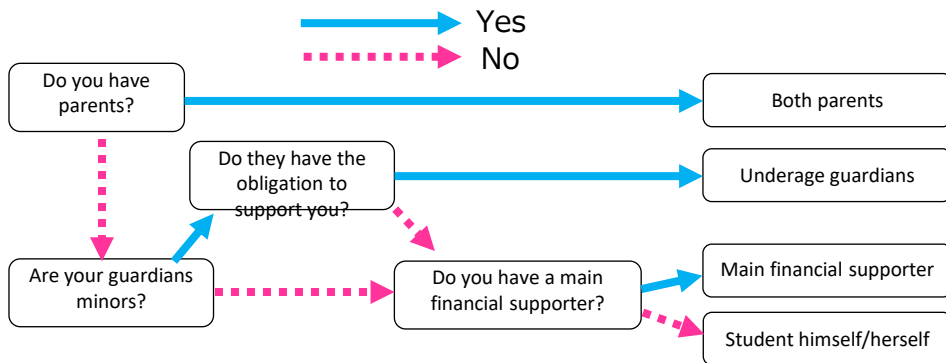 Yes
No
Do you have
parents?
Both parents
Do they have the
obligation to
support you?
Underage guardians
Are your guardians
minors?
Do you have a main
financial supporter?
Main financial supporter
Student himself/herself